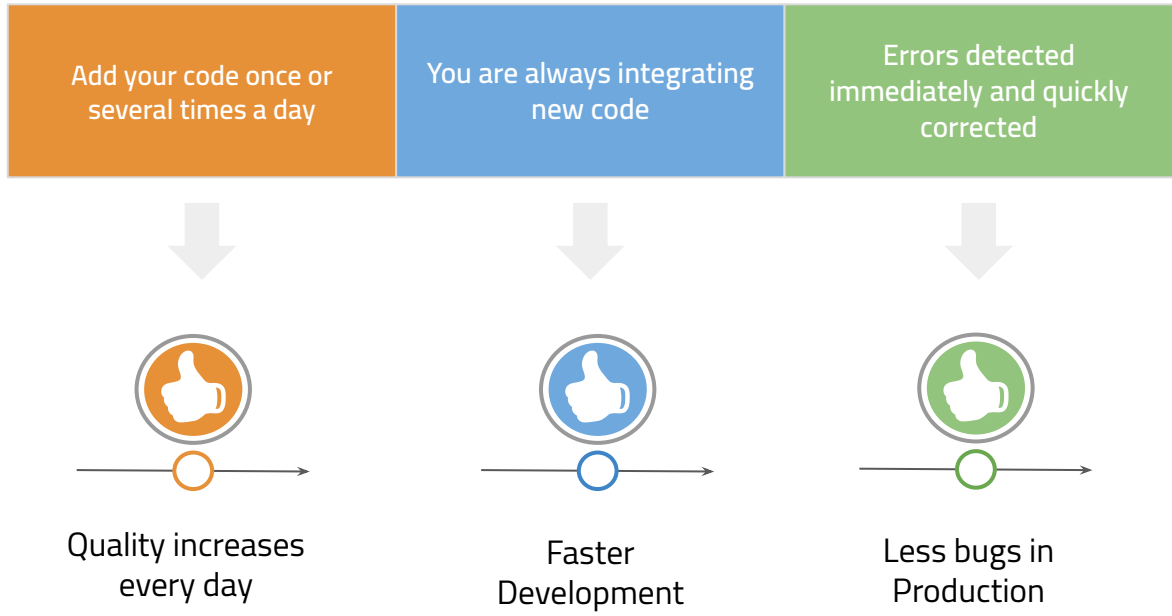 Add your code once or
several times a day
You are always integrating
new code
Errors detected
immediately and quickly
corrected
Quality increases
every day
Faster
Development
Less bugs in
Production